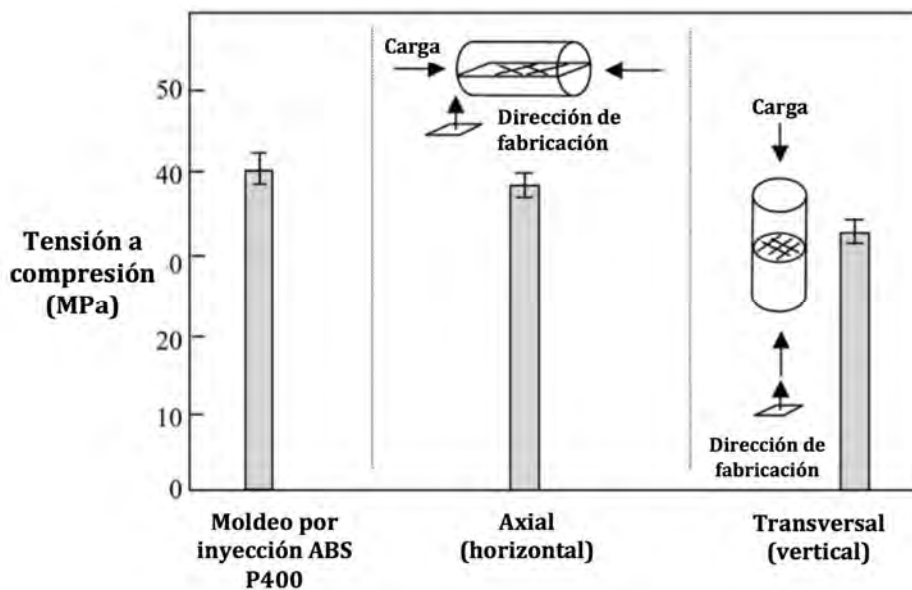 50
40
0
20
10
0
Tensión a
compresión
(MPa)
Carga
Dirección de
fabricación
Carga
Dirección de
fabricación
Moldeo por
inyección ABS
P400
Axial
(horizontal)
Transversal
(vertical)